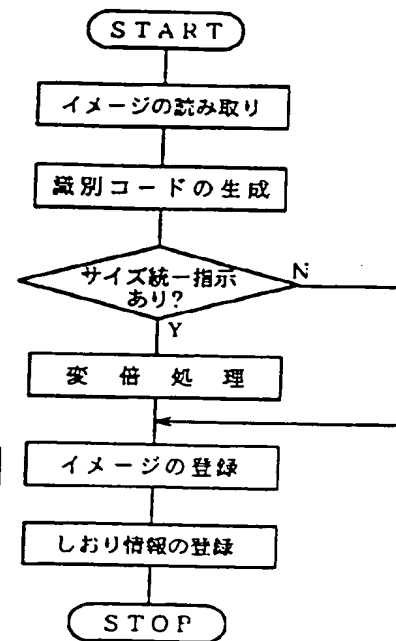 START
イメージの読み取り
識別コードの生成
サイズ統一指示
あり?
N
Y
変倍処理
イメージの登録
しおり情報の登録
STOP